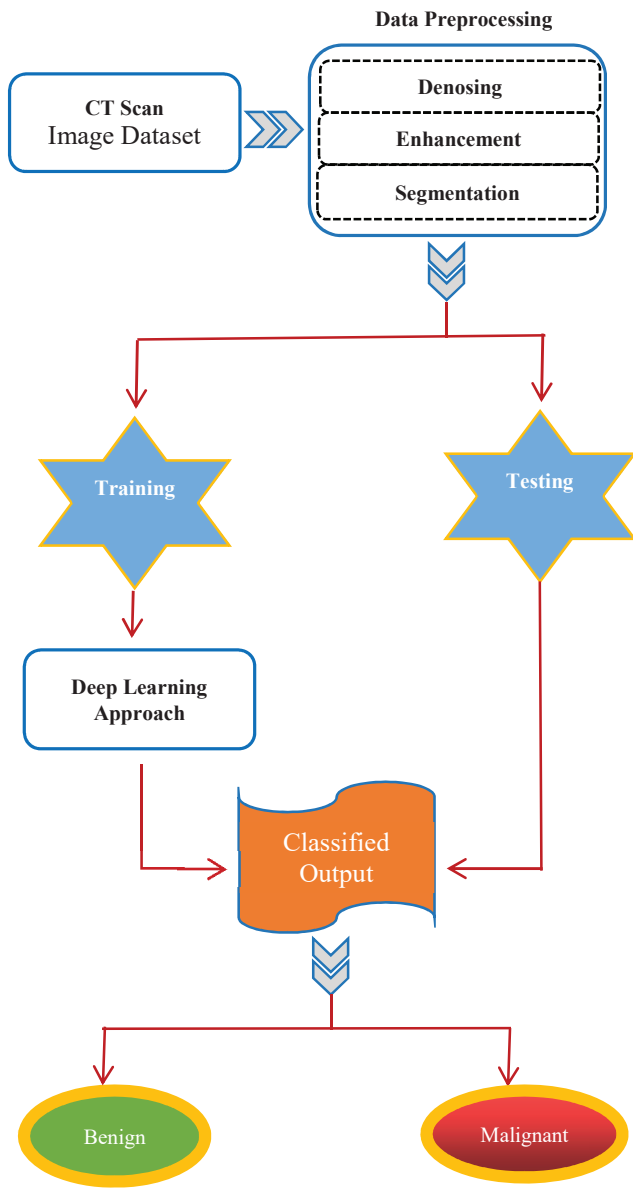 Data Preprocessing
CT Scan
Image Dataset
Denosing
Enhancement
Segmentation
Training
Testing
Deep Learning
Approach
Classified
Output
Benign
Malignant